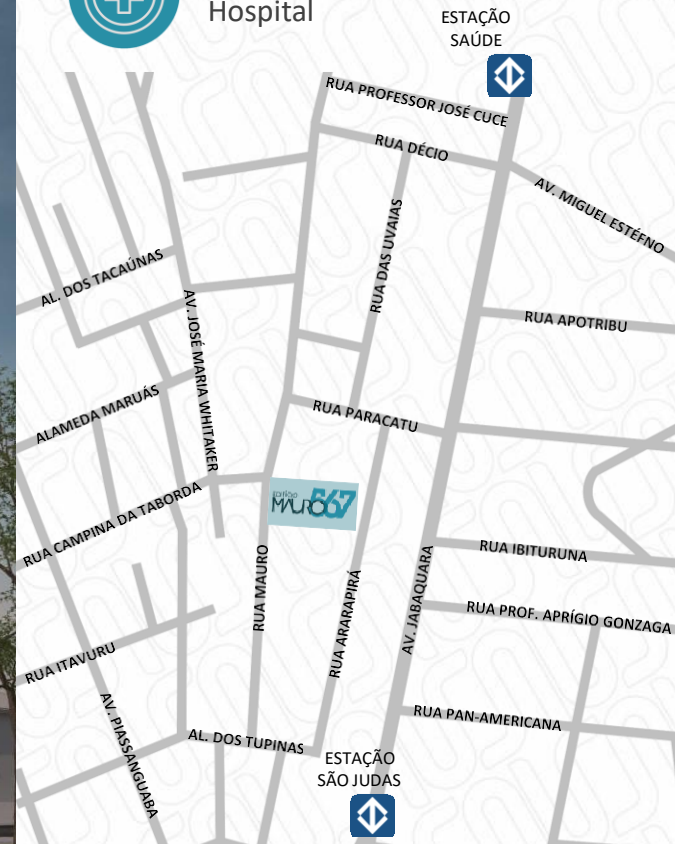 Hospital
ESTAÇÃO
SAÚDE
RUA PROFESSOR JOSÉ CUCE
RUA DÉCIO
AV. MIGUEL ESTÉFNO
RUA DAS UVAIAS
AL. DOS TACAÚNAS
AV. JOSÉ MARIA WHITAKER
RUA APOTRIBU
ALAMEDA MARUÁS
RUA PARACATU
RUA CAMPINA DA TABORDA
MAURO 567
RUA MAURO
RUA ARARAPIRÁ
AV. JABAQUARA
RUA IBITURUNA
RUA PROF. APRÍGIO GONZAGA
RUA ITAVURU
AV. PIASSANGUABA
RUA PAN-AMERICANA
AL. DOS TUPINAS
ESTAÇÃO
SÃO JUDAS